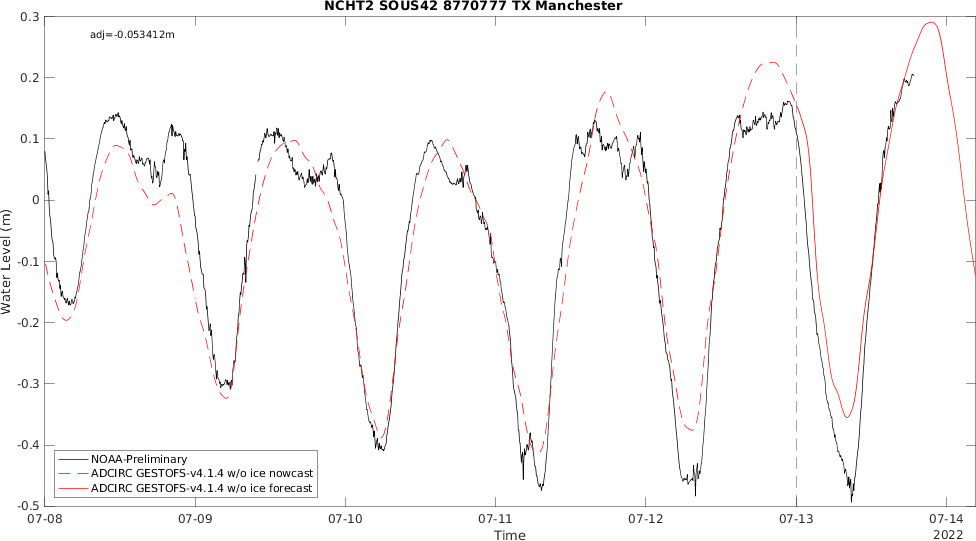 NCHT2 SOUS42 8770777 TX Manchester
adj=-0.053412m
0.3
0.2
0.1
0
-0.1
-0.2
-0.3
-0.4
-0.5
Water Level (m)
NOAA-Preliminary
ADCIRC GESTOFS-v4.1.4 w/o ice nowcast
ADCIRC GESTOFS-v4.1.4 w/o ice forecast
07-08 07-09 07-10 07-11 07-12 07-13 07-14
Time
2022